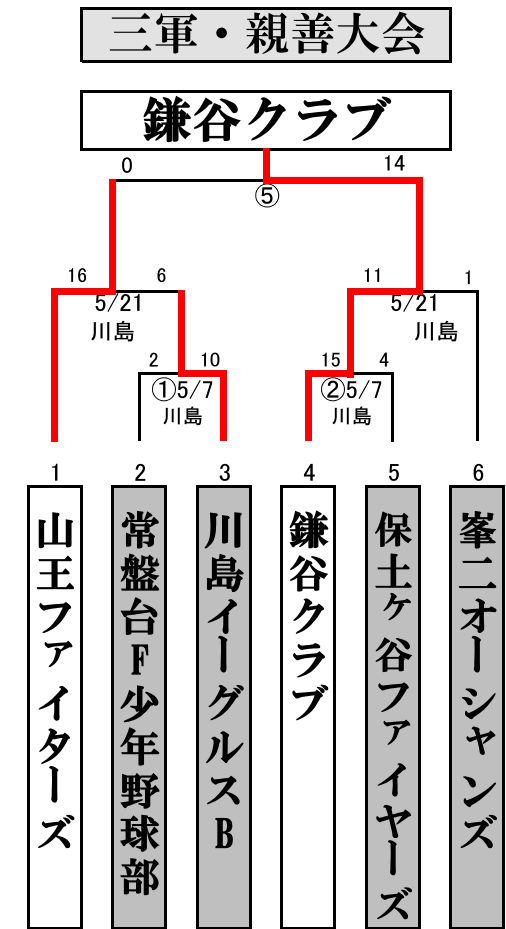 三軍・親善大会
鎌谷クラブ
0 14
⑤
16 6 11 1
5/21 5/21
川島 川島
2 10 15 4
①5/7 ②5/7
川島 川島
1 2 3 4 5 6
山王ファイターズ
常盤台F少年野球部
川島イーグルスB
鎌谷クラブ
保土ヶ谷ファイヤーズ
峯二オーシャンズ